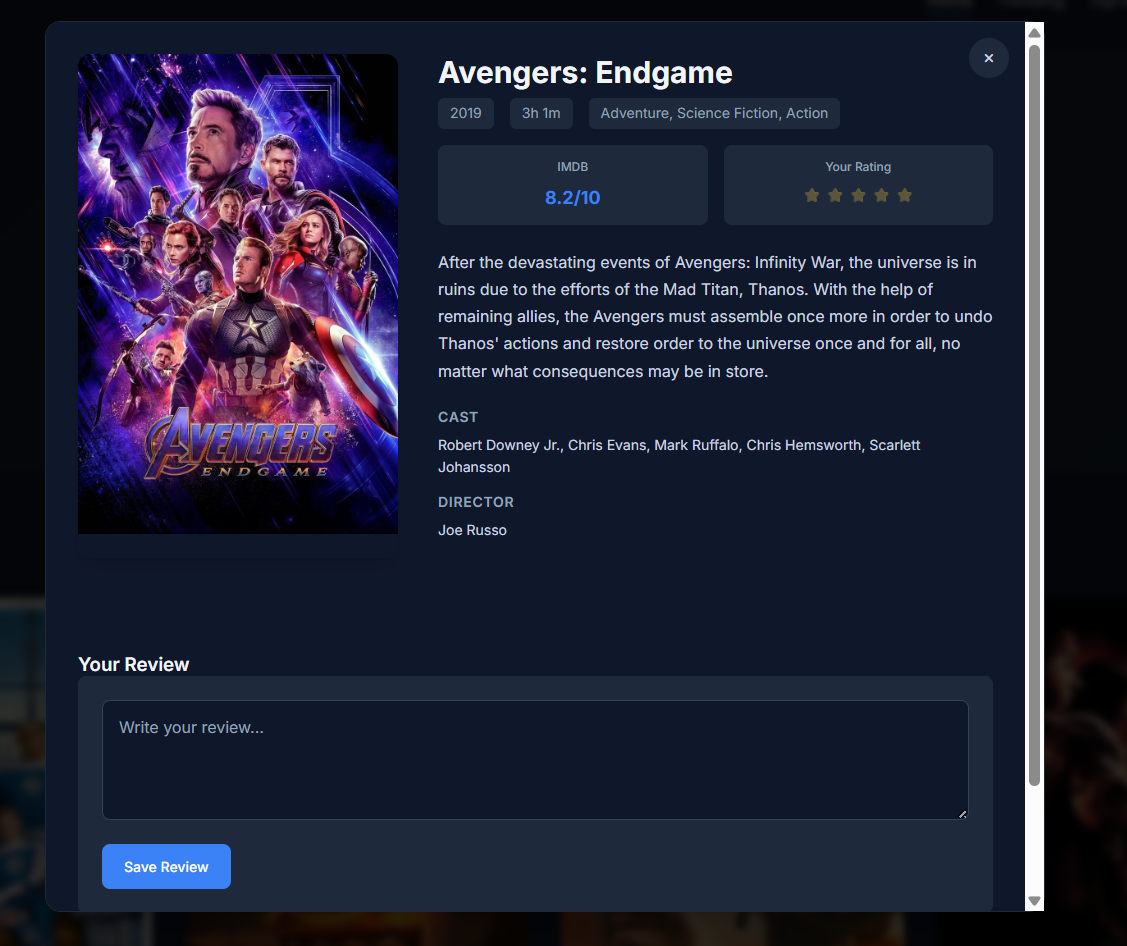 ×
Avengers: Endgame
2019
3h 1m
Adventure, Science Fiction, Action
IMDB
8.2/10
Your Rating
After the devastating events of Avengers: Infinity War, the universe is in
ruins due to the efforts of the Mad Titan, Thanos. With the help of
remaining allies, the Avengers must assemble once more in order to undo
Thanos' actions and restore order to the universe once and for all, no
matter what consequences may be in store.
CAST
Robert Downey Jr., Chris Evans, Mark Ruffalo, Chris Hemsworth, Scarlett
Johansson
DIRECTOR
Joe Russo
AVENGERS
ENDGAME
Your Review
Write your review...
Save Review